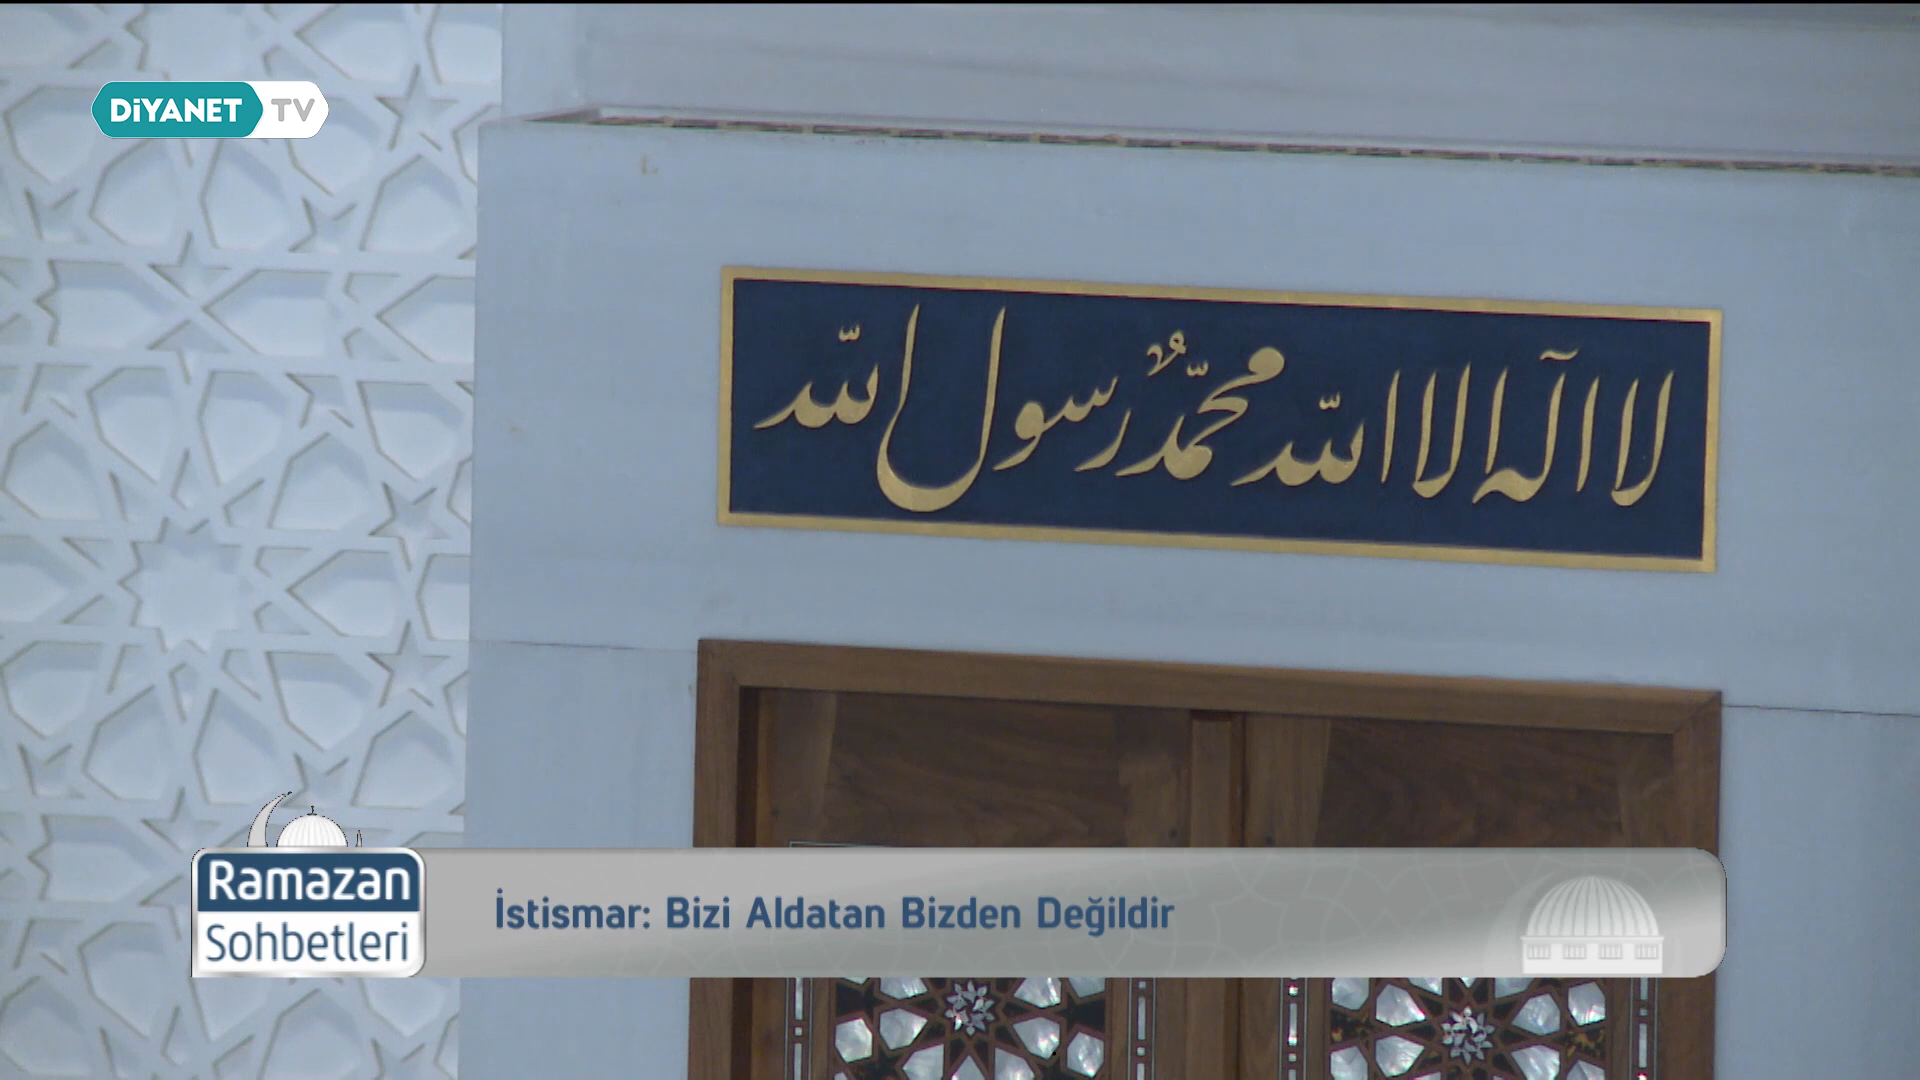 DİYANET TV
لا اله الا الله محمدٌ رسول الله
Ramazan
Sohbetleri
İstismar: Bizi Aldatan Bizden Değildir